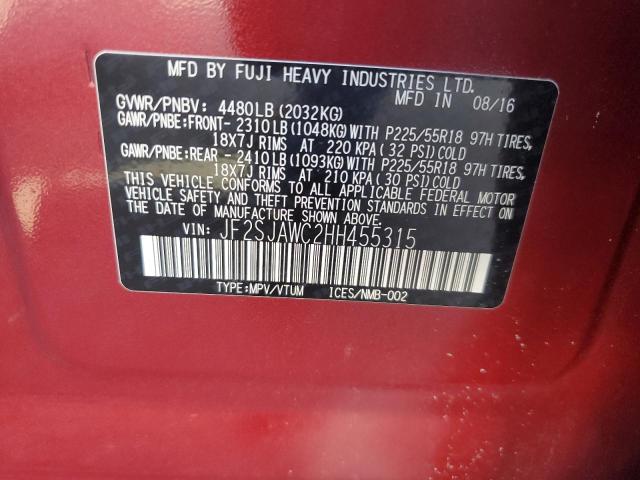 MFD BY FUJI HEAVY INDUSTRIES LTD.
MFD IN 08/16
GVWR/PNBV: 4480LB(2032KG)
GAWR/PNBE:FRONT- 2310LB(1048KG)WITH P225/55R18 97H TIRES,
18X7J RIMS AT 220 KPA(32 PSI)COLD
GAWR/PNBE:REAR - 2410LB(1093KG)WITH P225/55R18 97H TIRES,
18X7J RIMS AT 210 KPA(30 PSI)COLD
THIS VEHICLE CONFORMS TO ALL APPLICABLE FEDERAL MOTOR
VEHICLE SAFETY AND THEFT PREVENTION STANDARDS IN EFFECT ON
THE DATE OF MANUFACTURE SHOWN ABOVE.
VIN: JF2SJAWC2HH455315
TYPE:MPV/VTUM ICES/NMB-002